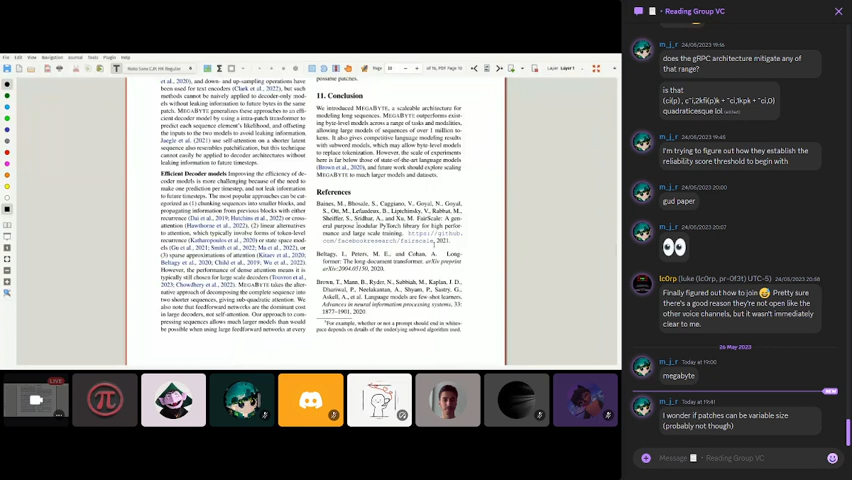 File Edit View Navigation Journal Tools Plugin Help
et al., 2020), and down- and up-sampling operations have
been used for text encoders (Clark et al., 2022), but such
methods cannot be naively applied to decoder-only mod-
els without leaking information to future bytes in the same
patch. MEGABYTE generalizes these approaches to an effi-
cient decoder model by using a intra-patch transformer to
predict each sequence element's likelihood, and offseting
the inputs to the two models to avoid leaking information.
Jaegle et al. (2021) use self-attention on a shorter latent
sequence also resembles patchification, but this technique
cannot easily be applied to decoder architectures without
leaking information to future timesteps.
Efficient Decoder models Improving the efficiency of de-
coder models is more challenging because of the need to
make one prediction per timestep, and not leak information
to future timesteps. The most popular approaches can be cat-
egorized as (1) chunking sequences into smaller blocks, and
propagating information from previous blocks with either
recurrence (Dai et al., 2019; Hutchins et al., 2022) or cross-
attention (Hawthorne et al., 2022), (2) linear alternatives
to attention, which typically involve forms of token-level
recurrence (Katharopoulos et al., 2020) or state space mod-
els (Gu et al., 2021; Smith et al., 2022; Ma et al., 2022), or
(3) sparse approximations of attention (Kitaev et al., 2020;
Beltagy et al., 2020; Child et al., 2019; Wu et al., 2022).
However, the performance of dense attention means it is
typically still chosen for large scale decoders (Touvron et al.,
2023; Chowdhery et al., 2022). MEGABYTE takes the alter-
native approach of decomposing the complete sequence into
two shorter sequences, giving sub-quadratic attention. We
also note that feedforward networks are the dominant cost
in large decoders, not self-attention. Our approach to com-
pressing sequences allows much larger models than would
be possible when using large feedforward networks at every
possible patches.
11. Conclusion
We introduced MEGABYTE, a scaleable architecture for
modeling long sequences. MEGABYTE outperforms exist-
ing byte-level models across a range of tasks and modalities,
allowing large models of sequences of over 1 million to-
kens. It also gives competitive language modeling results
with subword models, which may allow byte-level models
to replace tokenization. However, the scale of experiments
here is far below those of state-of-the-art language models
(Brown et al., 2020), and future work should explore scaling
MEGABYTE to much larger models and datasets.
References
Baines, M., Bhosale, S., Caggiano, V., Goyal, N., Goyal,
S., Ott, M., Lefaudeux, B., Liptchinsky, V., Rabbat, M.,
Sheiffer, S., Sridhar, A., and Xu, M. FairScale: A gen-
eral purpose modular PyTorch library for high perfor-
mance and large scale training. https://github.
com/facebookresearch/fairscale, 2021.
Beltagy, I., Peters, M. E., and Cohan, A. Long-
former: The long-document transformer. arXiv preprint
arXiv:2004.05150, 2020.
Brown, T., Mann, B., Ryder, N., Subbiah, M., Kaplan, J. D.,
Dhariwal, P., Neelakantan, A., Shyam, P., Sastry, G.,
Askell, A., et al. Language models are few-shot learners.
Advances in neural information processing systems, 33:
1877–1901, 2020.
For example, whether or not a prompt should end in whites-
pace depends on details of the underlying subword algorithm used.
LIVE
Reading Group VC
m_j_r 24/05/2023 19:16
does the gRPC architecture mitigate any of
that range?
is that
quadraticesque lol (edited)
m_j_r 24/05/2023 19:45
I'm trying to figure out how they establish the
reliability score threshold to begin with
m_j_r 24/05/2023 20:00
gud paper
m_j_r 24/05/2023 20:07
lc0rp (luke (lc0rp, pr-0f3t) UTC-5) 24/05/2023 20:58
Finally figured out how to join Pretty sure
there's a good reason they're not open like
the other voice channels, but it wasn't immediately
clear to me.
26 May 2023
m_j_r Today at 19:00
megabyte
NEW
m_j_r Today at 19:41
I wonder if patches can be variable size
(probably not though)
Message Reading Group VC